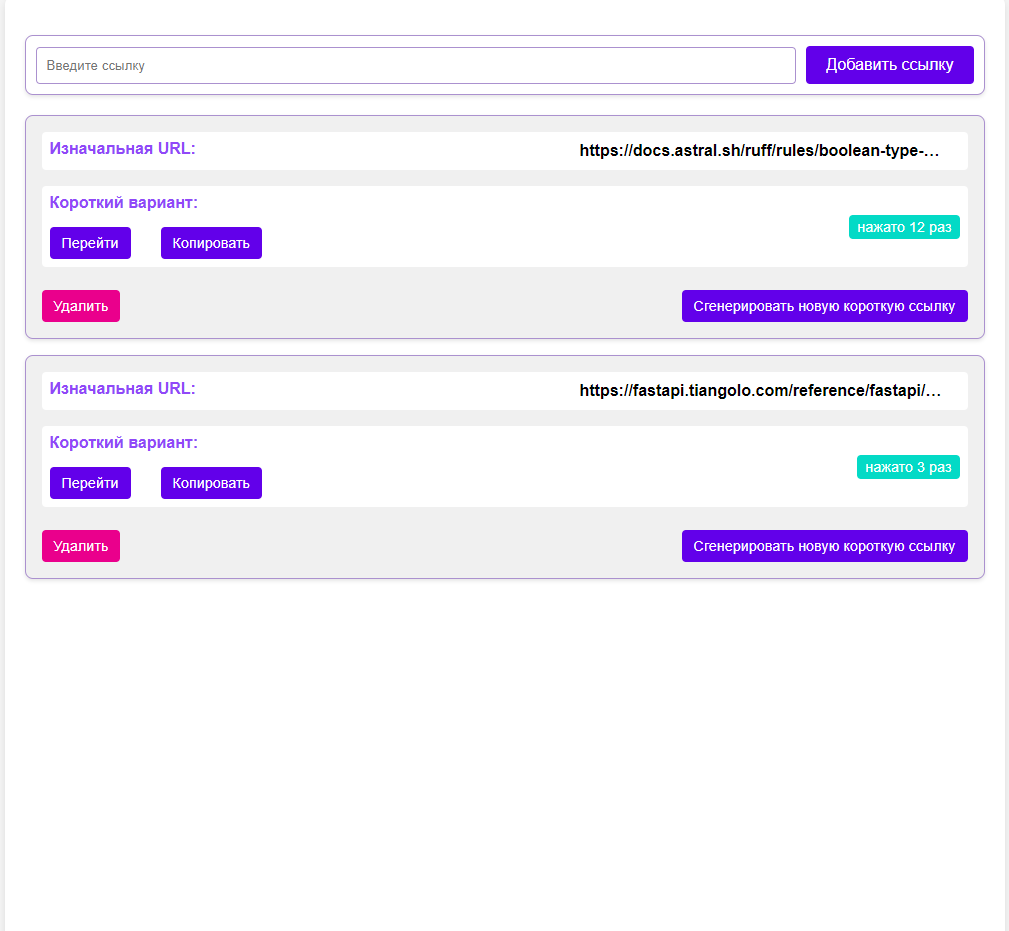 Введите ссылку
Добавить ссылку
Изначальная URL:
https://docs.astral.sh/ruff/rules/boolean-type-...
Короткий вариант:
нажато 12 раз
Перейти
Копировать
Удалить
Сгенерировать новую короткую ссылку
Изначальная URL:
https://fastapi.tiangolo.com/reference/fastapi/...
Короткий вариант:
нажато 3 раз
Перейти
Копировать
Удалить
Сгенерировать новую короткую ссылку